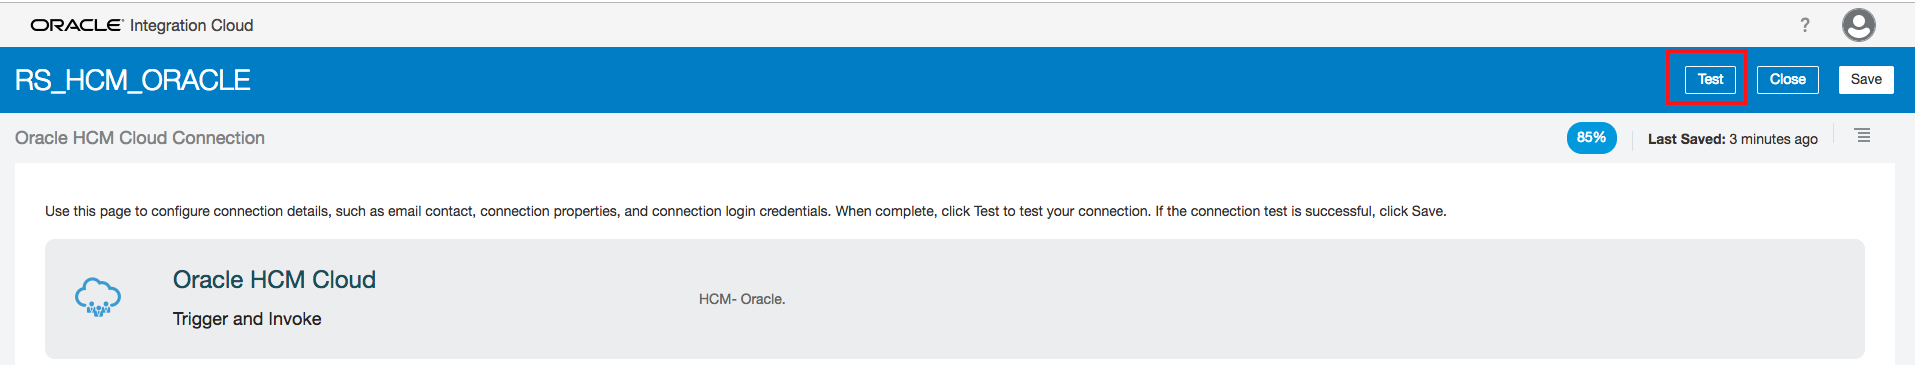 ORACLE Integration Cloud
?
RS_HCM_ORACLE
Test Close Save
Oracle HCM Cloud Connection
85% Last Saved: 3 minutes ago
Use this page to configure connection details, such as email contact, connection properties, and connection login credentials. When complete, click Test to test your connection. If the connection test is successful, click Save.
Oracle HCM Cloud
HCM- Oracle.
Trigger and Invoke